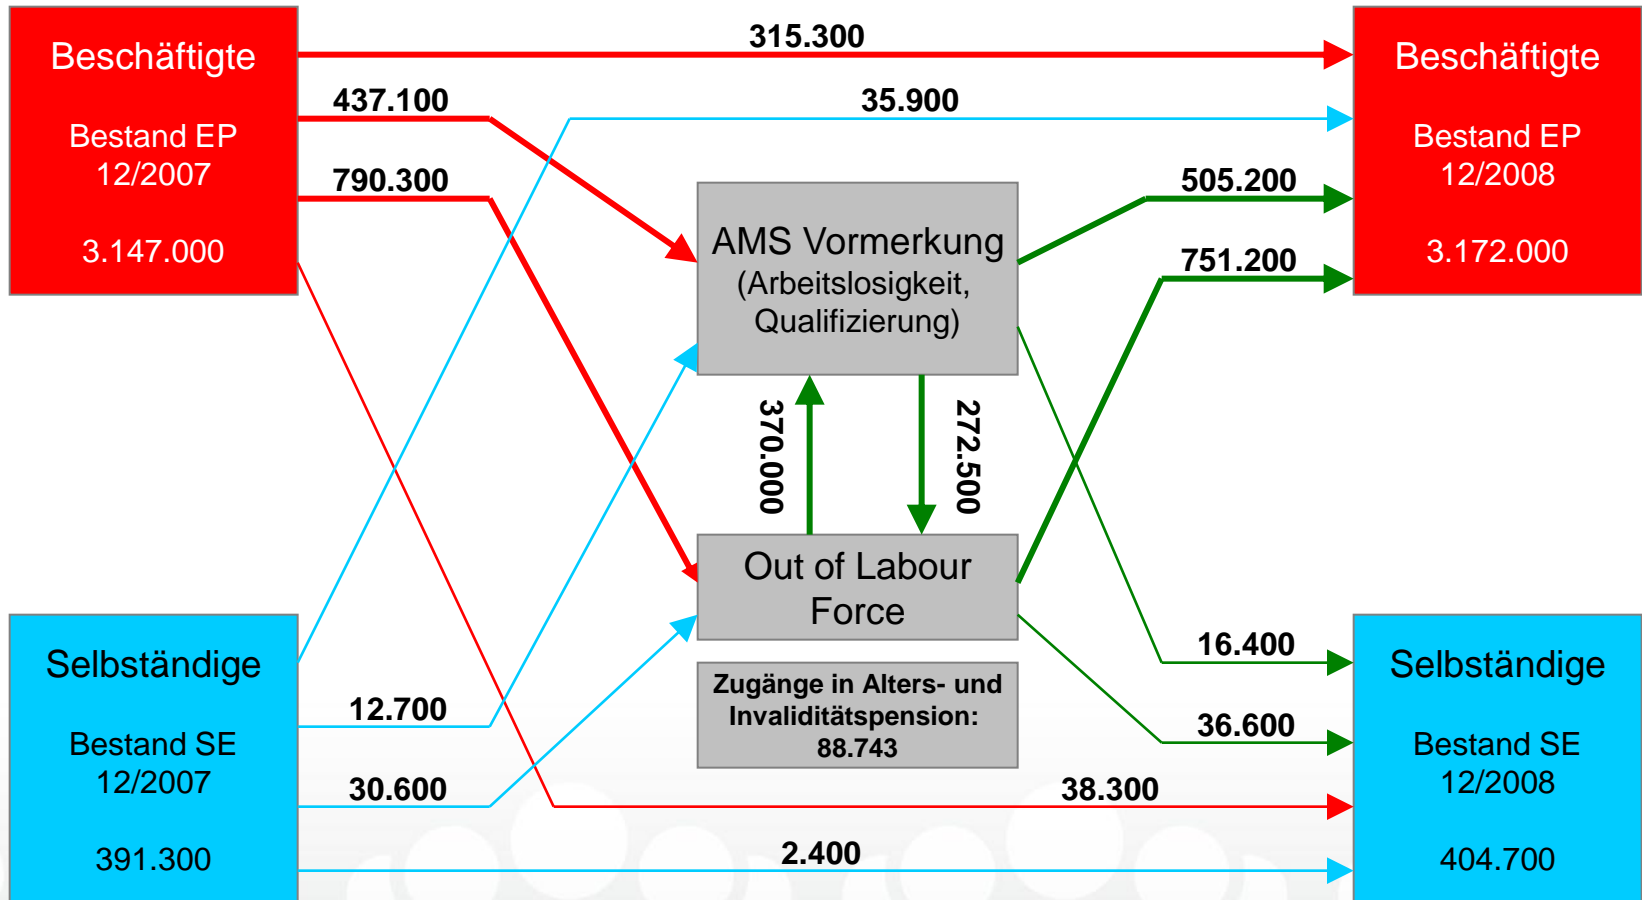 Beschäftigte
Bestand EP
12/2007
3.147.000
315.300
437.100
35.900
790.300
Beschäftigte
Bestand EP
12/2008
3.172.000
505.200
751.200
AMS Vormerkung
(Arbeitslosigkeit,
Qualifizierung)
370.000
272.500
Out of Labour
Force
Zugänge in Alters- und
Invaliditätspension:
88.743
Selbständige
Bestand SE
12/2007
391.300
12.700
30.600
2.400
16.400
36.600
38.300
Selbständige
Bestand SE
12/2008
404.700